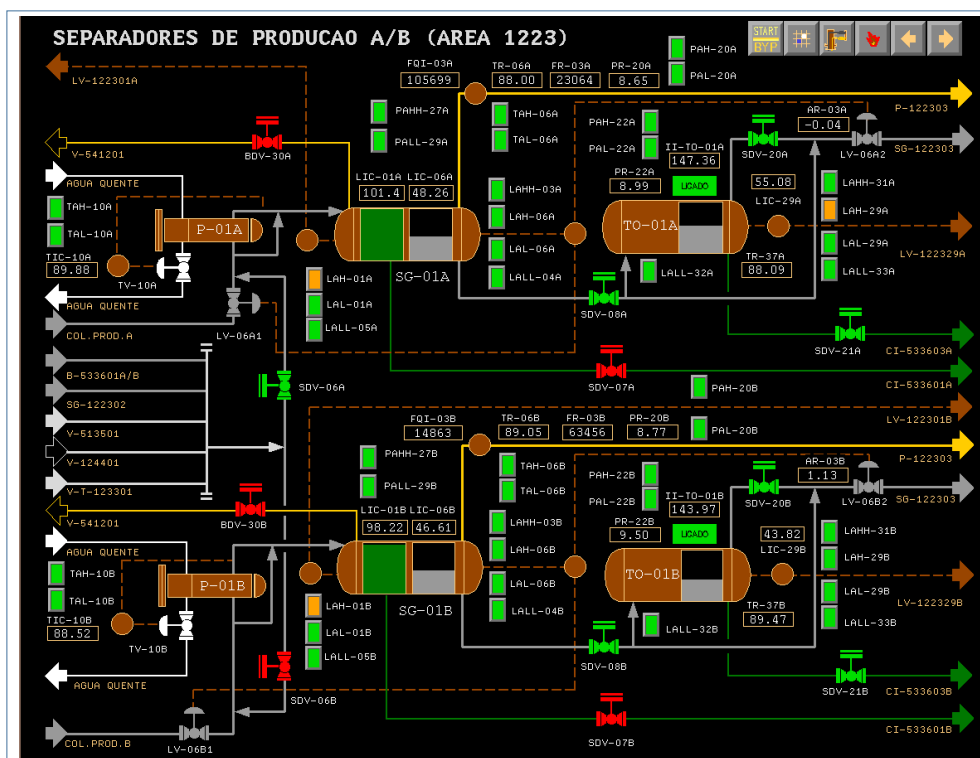 SEPARADORES DE PRODUCAO A/B (AREA 1223)
START
BYP
PAH-20A
PAL-20A
LV-122301A
FQI-03A TR-06A FR-03A PR-20A
105699 88.00 23064 8.65
P-122303
AR-03A
-0.04
PAHH-27A
PALL-29A
TAH-06A
TAL-06A
PAH-22A
PAL-22A
II-TO-01A
147.36
SDV-20A
LV-06A2
SG-122303
BDV-30A
V-541201
AGUA QUENTE
LIC-01A LIC-06A
101.4 48.26
PR-22A
8.99
LIGADO
55.08
LIC-29A
LAHH-03A
LAH-06A
LAL-06A
LALL-04A
LAHH-31A
LAH-29A
LAL-29A
LALL-33A
TAH-10A
TAL-10A
P-01A
TO-01A
LV-122329A
TIC-10A
89.88
TV-10A
SG-01A
TR-37A
88.09
LALL-32A
AGUA QUENTE
LAH-01A
LAL-01A
LALL-05A
SDV-08A
COL.PROD.A
LV-06A1
SDV-21A
CI-533603A
B-533601A/B
SDV-06A
SDV-07A
CI-533601A
SG-122302
PAH-20B
PAL-20B
LV-122301B
V-513501
FQI-03B TR-06B FR-03B PR-20B
14863 89.05 63456 8.77
P-122303
V-124401
PAHH-27B
PALL-29B
TAH-06B
TAL-06B
PAH-22B
PAL-22B
II-TO-01B
143.97
AR-03B
1.13
SDV-20B
LV-06B2
SG-122303
V-T-123301
V-541201
BDV-30B
LIC-01B LIC-06B
98.22 46.61
PR-22B
9.50
LIGADO
43.82
LIC-29B
LAHH-03B
LAH-06B
LAL-06B
LALL-04B
LAHH-31B
LAH-29B
LAL-29B
LALL-33B
AGUA QUENTE
TAH-10B
TAL-10B
P-01B
TO-01B
LV-122329B
TIC-10B
88.52
TV-10B
SG-01B
TR-37B
89.47
LALL-32B
LAH-01B
LAL-01B
LALL-05B
SDV-08B
AGUA QUENTE
SDV-06B
SDV-21B
CI-533603B
COL.PROD.B
LV-06B1
SDV-07B
CI-533601B